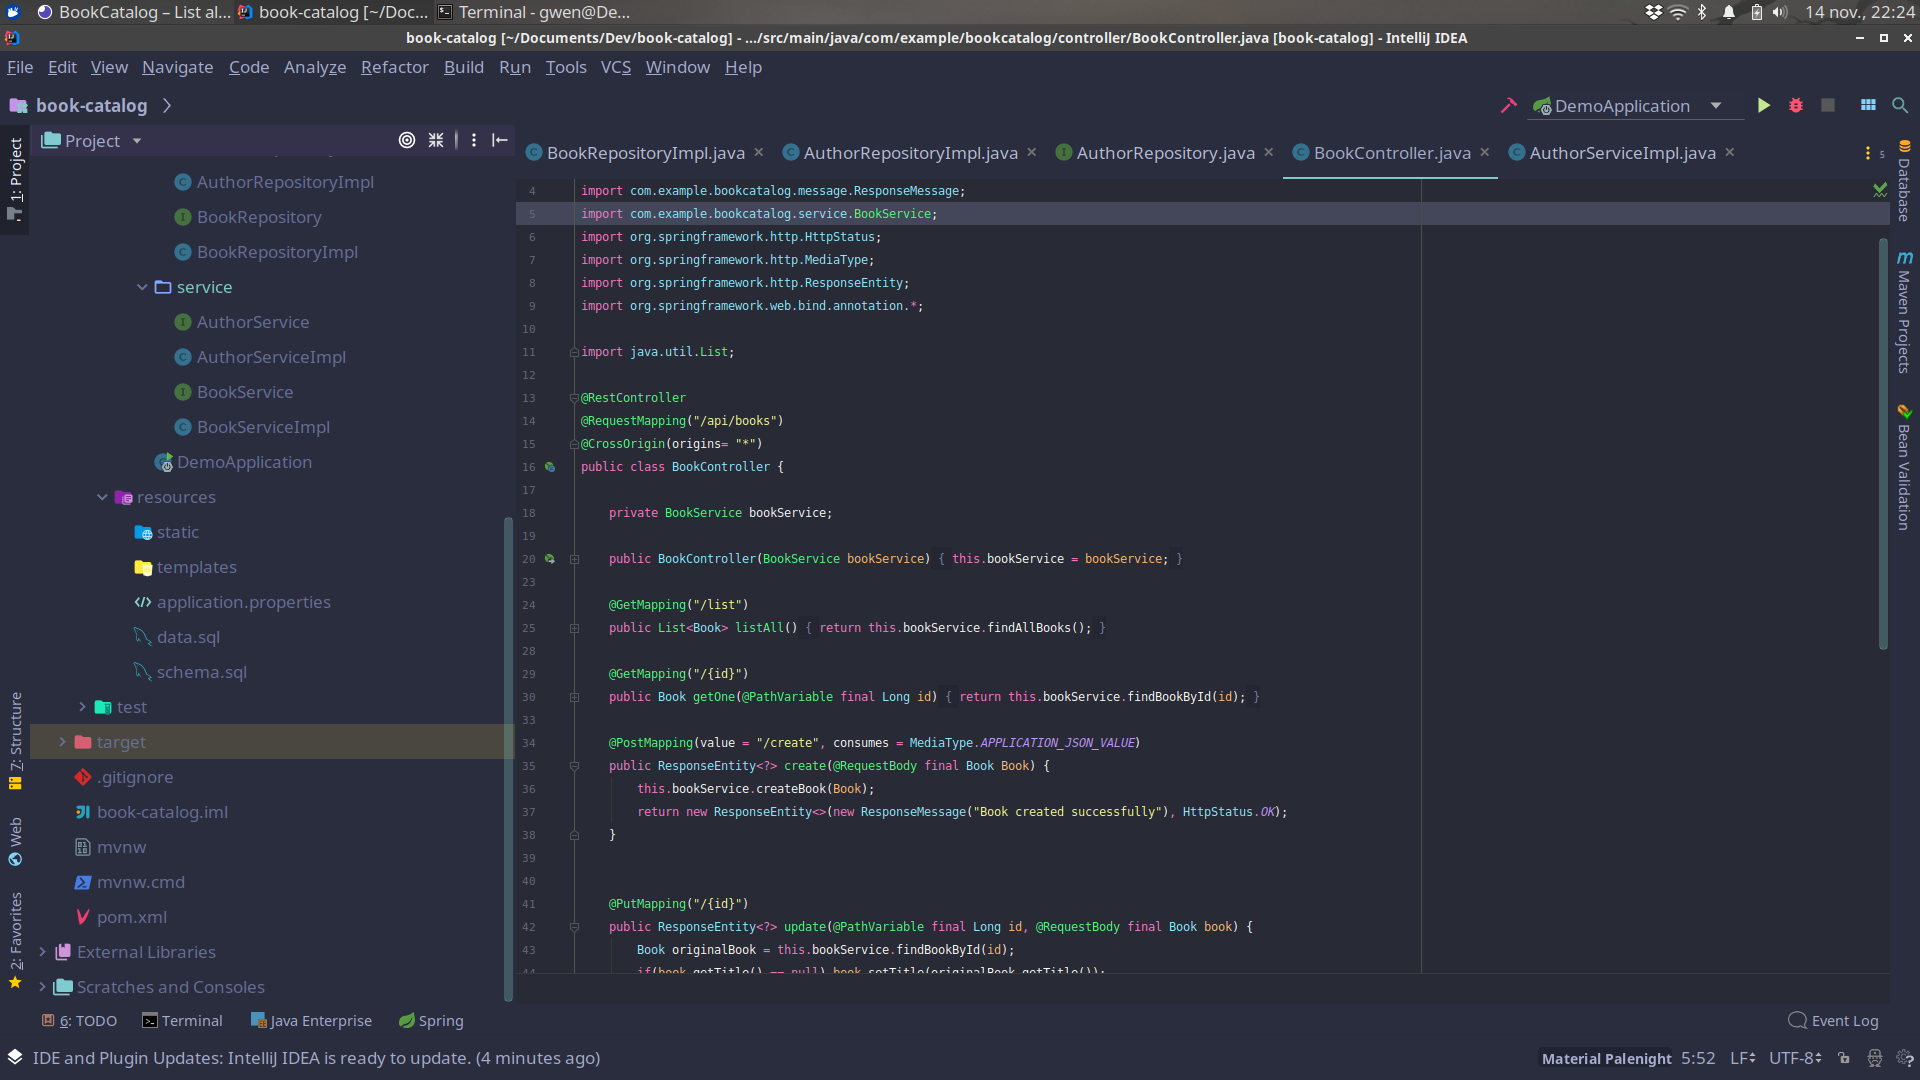 BookCatalog – List al...
book-catalog [~/Doc...
Terminal - gwen@De...
14 nov., 22:24
book-catalog [~/Documents/Dev/book-catalog] - .../src/main/java/com/example/bookcatalog/controller/BookController.java [book-catalog] - IntelliJ IDEA
File Edit View Navigate Code Analyze Refactor Build Run Tools VCS Window Help
book-catalog
DemoApplication
1: Project
7: Structure
Web
2: Favorites
Project
AuthorRepositoryImpl
BookRepository
BookRepositoryImpl
service
AuthorService
AuthorServiceImpl
BookService
BookServiceImpl
DemoApplication
resources
static
templates
application.properties
data.sql
schema.sql
test
target
.gitignore
book-catalog.iml
mvnw
mvnw.cmd
pom.xml
External Libraries
Scratches and Consoles
BookRepositoryImpl.java
AuthorRepositoryImpl.java
AuthorRepository.java
BookController.java
AuthorServiceImpl.java
5
4 import com.example.bookcatalog.message.ResponseMessage;
5 import com.example.bookcatalog.service.BookService;
6 import org.springframework.http.HttpStatus;
7 import org.springframework.http.MediaType;
8 import org.springframework.http.ResponseEntity;
9 import org.springframework.web.bind.annotation.*;
10
11 import java.util.List;
12
13 @RestController
14 @RequestMapping("/api/books")
15 @CrossOrigin(origins= "*")
16 public class BookController {
17
18 private BookService bookService;
19
20 public BookController(BookService bookService) { this.bookService = bookService; }
23
24 @GetMapping("/list")
25 public List<Book> listAll() { return this.bookService.findAllBooks(); }
28
29 @GetMapping("/{id}")
30 public Book getOne(@PathVariable final Long id) { return this.bookService.findBookById(id); }
33
34 @PostMapping(value = "/create", consumes = MediaType.APPLICATION_JSON_VALUE)
35 public ResponseEntity<?> create(@RequestBody final Book Book) {
36 this.bookService.createBook(Book);
37 return new ResponseEntity<>(new ResponseMessage("Book created successfully"), HttpStatus.OK);
38 }
39
40
41 @PutMapping("/{id}")
42 public ResponseEntity<?> update(@PathVariable final Long id, @RequestBody final Book book) {
43 Book originalBook = this.bookService.findBookById(id);
44 if(book.getTitle() == null) book.setTitle(originalBook.getTitle());
Database
Maven Projects
Bean Validation
6: TODO
Terminal
Java Enterprise
Spring
Event Log
IDE and Plugin Updates: IntelliJ IDEA is ready to update. (4 minutes ago)
Material Palenight 5:52 LF UTF-8